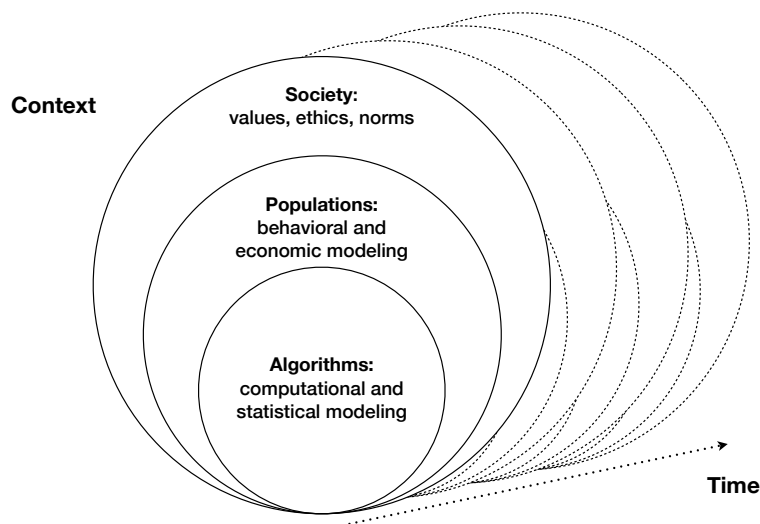 Context
Society:
values, ethics, norms
Populations:
behavioral and
economic modeling
Algorithms:
computational and
statistical modeling
Time